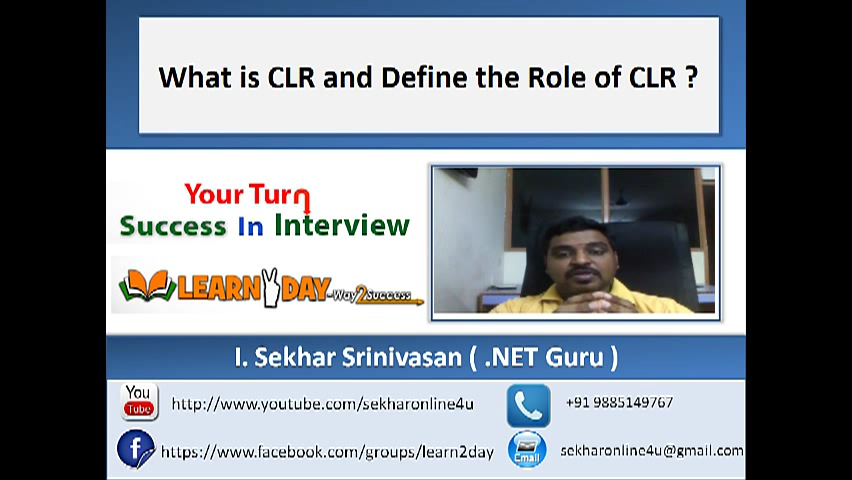 What is CLR and Define the Role of CLR ?
Your Turn
Success In Interview
LEARN DAY-Way2Success
I. Sekhar Srinivasan ( .NET Guru )
You
Tube
http://www.youtube.com/sekharonline4u
+91 9885149767
https://www.facebook.com/groups/learn2day
Email
sekharonline4u@gmail.com